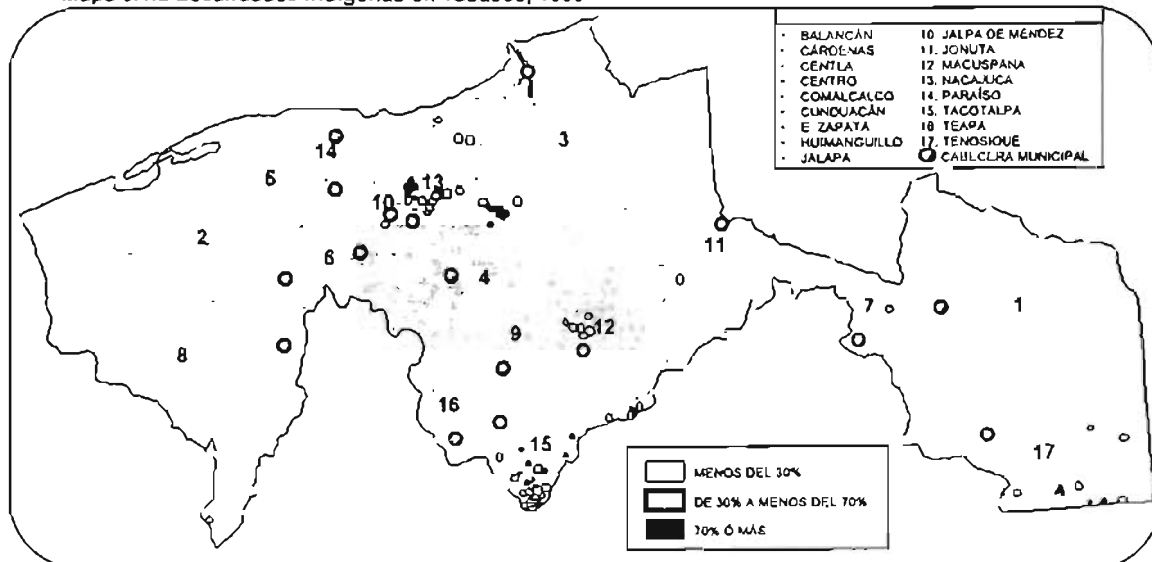 · BALANCÁN
· CÁRDENAS
· CENTLA
· CENTRO
· COMALCALCO
· CUNDUACÁN
· E ZAPATA
· HUIMANGUILLO
· JALAPA
10 JALPA DE MÉNDEZ
11. JONUTA
12 MACUSPANA
13. NACAJUCA
14. PARAÍSO
15. TACOTALPA
16 TEAPA
17. TENOSIQUE
CABECERA MUNICIPAL
3
14
5
13
10
2
11
6
4
7
1
12
9
8
16
15
17
MENOS DEL 30%
DE 30% A MENOS DEL 70%
70% Ó MÁS